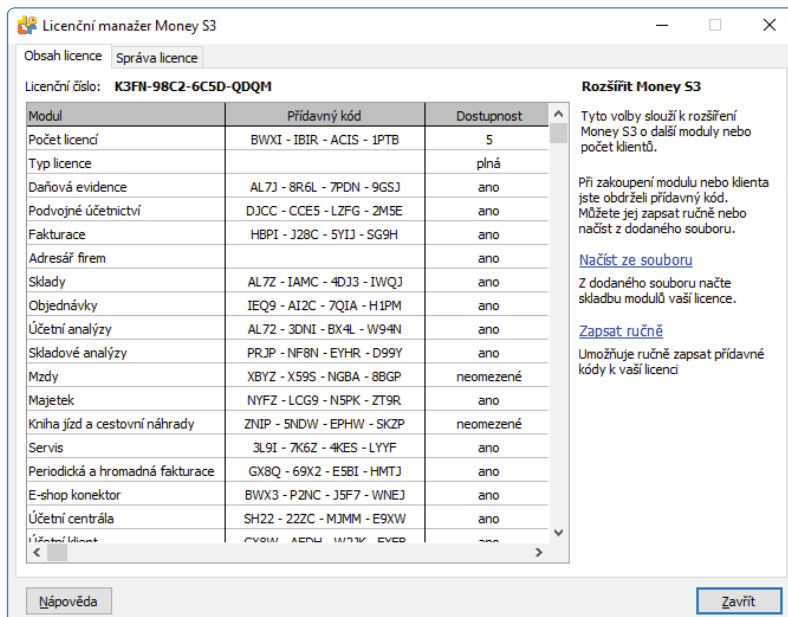 Licenční manažer Money S3
Obsah licence Správa licence
Licenční číslo: K3FN-98C2-6C5D-QDQM
Modul Přídavný kód Dostupnost
Počet licencí BWXI - IBIR - ACIS - 1PTB 5
Typ licence plná
Daňová evidence AL7J - 8R6L - 7PDN - 9GSJ ano
Podvojné účetnictví DJCC - CCE5 - LZFG - 2M5E ano
Fakturace HBPI - J28C - 5YIJ - SG9H ano
Adresář firem ano
Sklady AL7Z - IAMC - 4DJ3 - IWQJ ano
Objednávky IEQ9 - AI2C - 7QIA - H1PM ano
Účetní analýzy AL72 - 3DNI - BX4L - W94N ano
Skladové analýzy PRJP - NF8N - EYHR - D99Y ano
Mzdy XBYZ - X59S - NGBA - 8BGP neomezené
Majetek NYFZ - LCG9 - N5PK - ZT9R ano
Kniha jízd a cestovní náhrady ZNIP - 5NDW - EPHW - SKZP neomezené
Servis 3L9I - 7K6Z - 4KES - LYYF ano
Periodická a hromadná fakturace GX8Q - 69X2 - E5BI - HMTJ ano
E-shop konektor BWX3 - P2NC - J5F7 - WNEJ ano
Účetní centrála SH22 - 22ZC - MJMM - E9XW ano
Účetní klient ano
Rozšířit Money S3
Tyto volby slouží k rozšíření
Money S3 o další moduly nebo
počet klientů.
Při zakoupení modulu nebo klienta
jste obdrželi přídavný kód.
Můžete jej zapsat ručně nebo
načíst z dodaného souboru.
Načíst ze souboru
Z dodaného souboru načte
skladbu modulů vaší licence.
Zapsat ručně
Umožňuje ručně zapsat přídavné
kódy k vaší licenci
Nápověda Zavřít